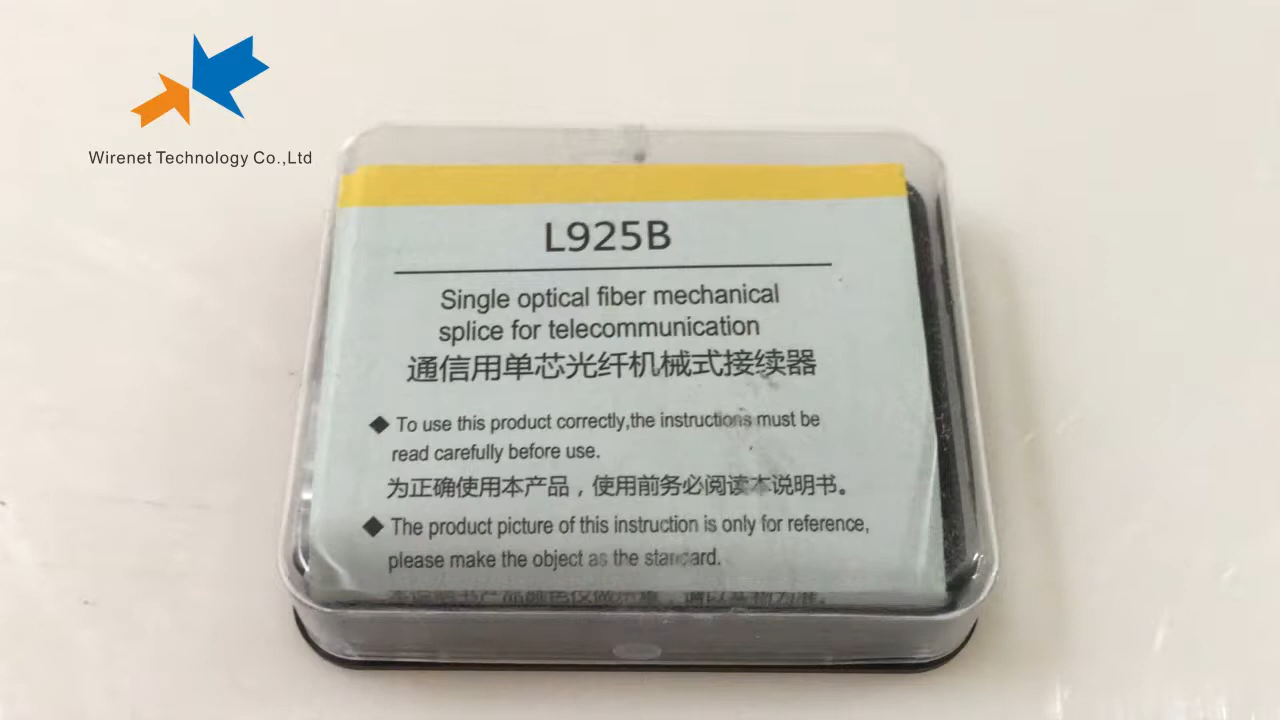 Wirenet Technology Co.,Ltd
L925B
Single optical fiber mechanical
splice for telecommunication
通信用单芯光纤机械式接续器
◆ To use this product correctly,the instructions must be
read carefully before use.
为正确使用本产品，使用前务必阅读本说明书。
◆ The product picture of this instruction is only for reference,
please make the object as the standard.